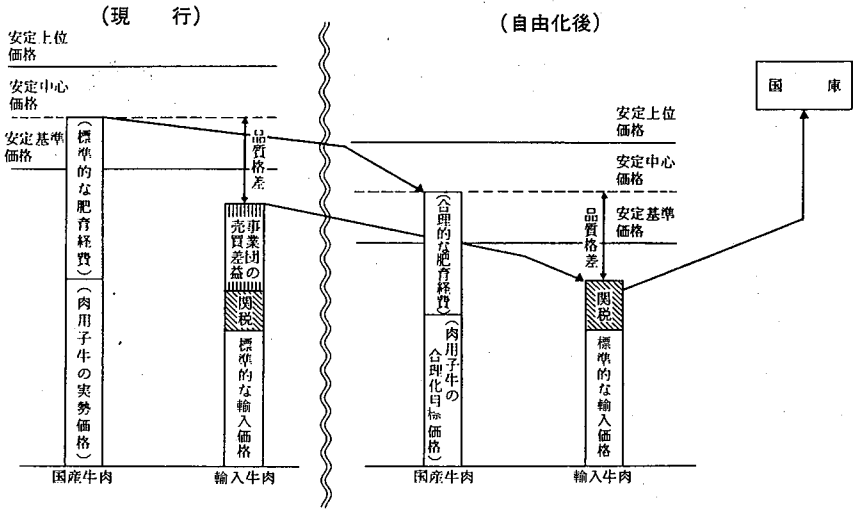 (現 行)
安定上位
価格
安定中心
価格
安定基準
価格
(標準的な肥育経費)
(肉用子牛の実勢価格)
品質格差
事業団の
売買差益
関税
標準的な輸入価格
国産牛肉
輸入牛肉
(自由化後)
国 庫
安定上位
価格
安定中心
価格
安定基準
価格
(合理的な肥育経費)
(肉用子牛の
合理化目標価格)
品質格差
関税
標準的な輸入価格
国産牛肉
輸入牛肉